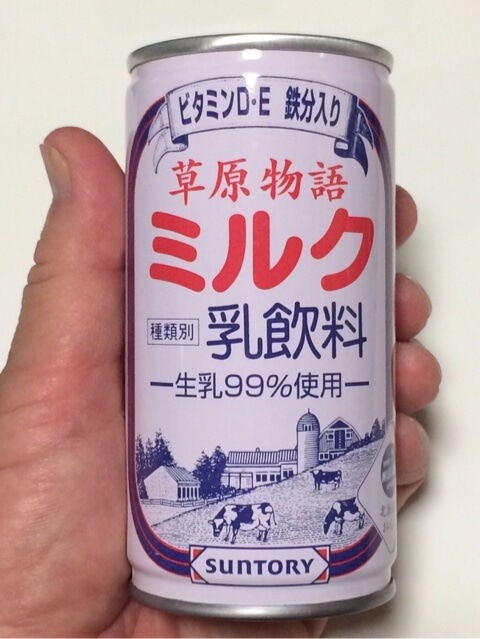 ビタミンD・E 鉄分入り
草原物語
ミルク
種類別 乳飲料
生乳99%使用
SUNTORY